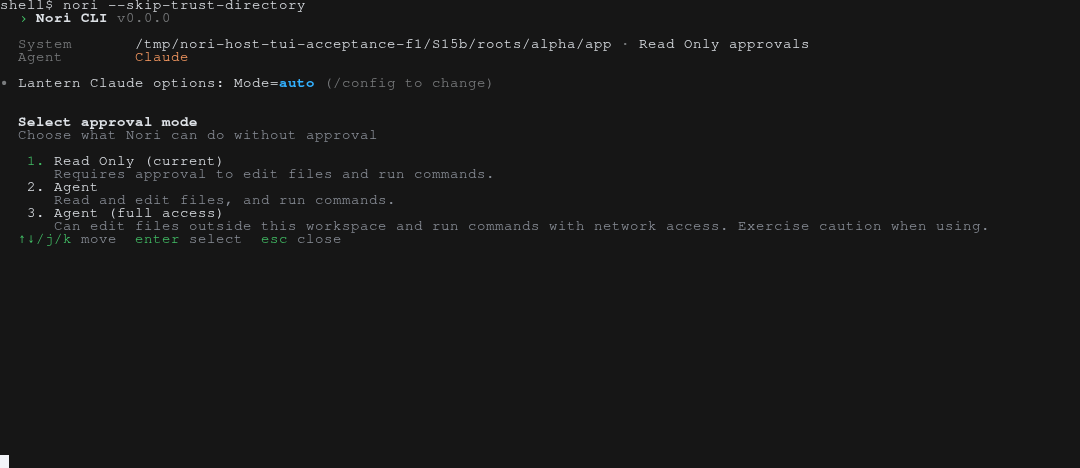 shell$ nori --skip-trust-directory
› Nori CLI v0.0.0
System /tmp/nori-host-tui-acceptance-f1/S15b/roots/alpha/app · Read Only approvals
Agent Claude
• Lantern Claude options: Mode=auto (/config to change)
Select approval mode
Choose what Nori can do without approval
1. Read Only (current)
Requires approval to edit files and run commands.
2. Agent
Read and edit files, and run commands.
3. Agent (full access)
Can edit files outside this workspace and run commands with network access. Exercise caution when using.
↑↓/j/k move enter select esc close